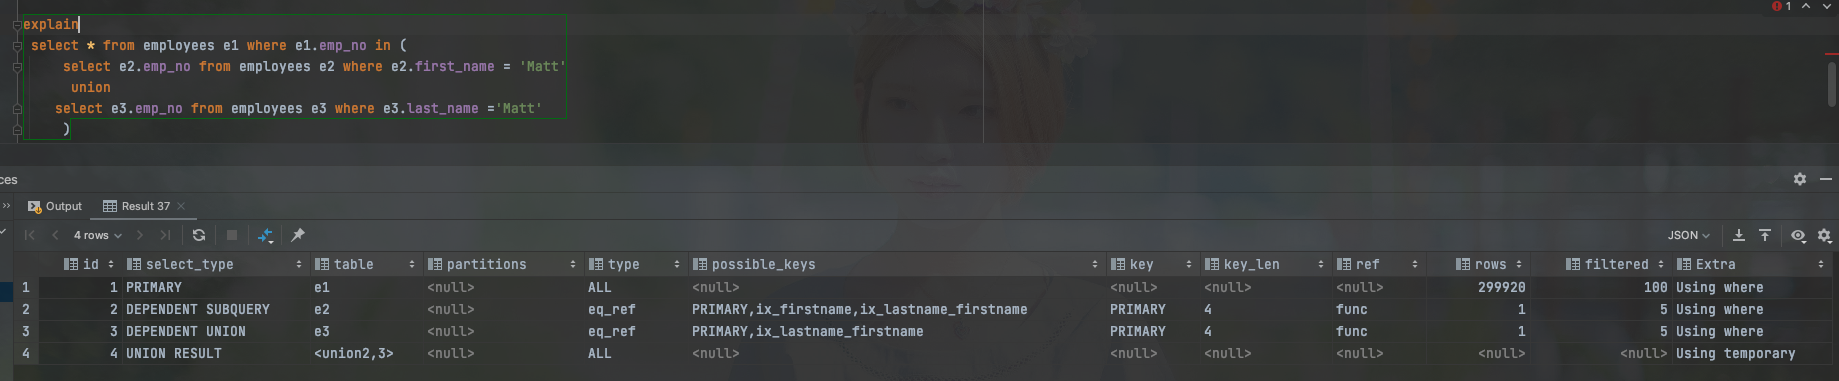 1
explain
select * from employees e1 where e1.emp_no in (
select e2.emp_no from employees e2 where e2.first_name = 'Matt'
union
select e3.emp_no from employees e3 where e3.last_name ='Matt'
)
ces
Output Result 37
4 rows JSON
id select_type table partitions type possible_keys key key_len ref rows filtered Extra
1 1 PRIMARY e1 <null> ALL <null> <null> <null> <null> 299920 100 Using where
2 2 DEPENDENT SUBQUERY e2 <null> eq_ref PRIMARY,ix_firstname,ix_lastname_firstname PRIMARY 4 func 1 5 Using where
3 3 DEPENDENT UNION e3 <null> eq_ref PRIMARY,ix_lastname_firstname PRIMARY 4 func 1 5 Using where
4 4 UNION RESULT <union2,3> <null> ALL <null> <null> <null> <null> <null> <null> Using temporary